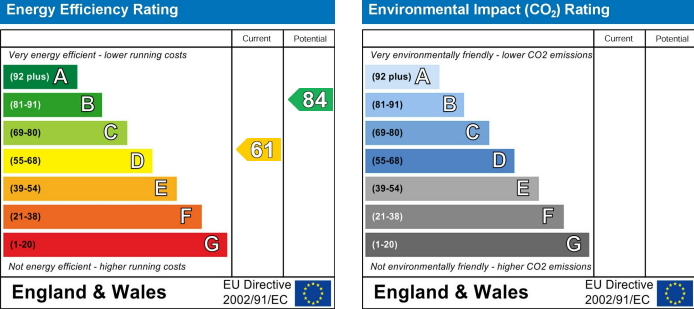 Energy Efficiency Rating
Current Potential
Very energy efficient - lower running costs
(92 plus) A
(81-91) B
84
(69-80) C
61
(55-68) D
(39-54) E
(21-38) F
(1-20) G
Not energy efficient - higher running costs
England & Wales
EU Directive
2002/91/EC
Environmental Impact (CO₂) Rating
Current Potential
Very environmentally friendly - lower CO2 emissions
(92 plus) A
(81-91) B
(69-80) C
(55-68) D
(39-54) E
(21-38) F
(1-20) G
Not environmentally friendly - higher CO2 emissions
England & Wales
EU Directive
2002/91/EC